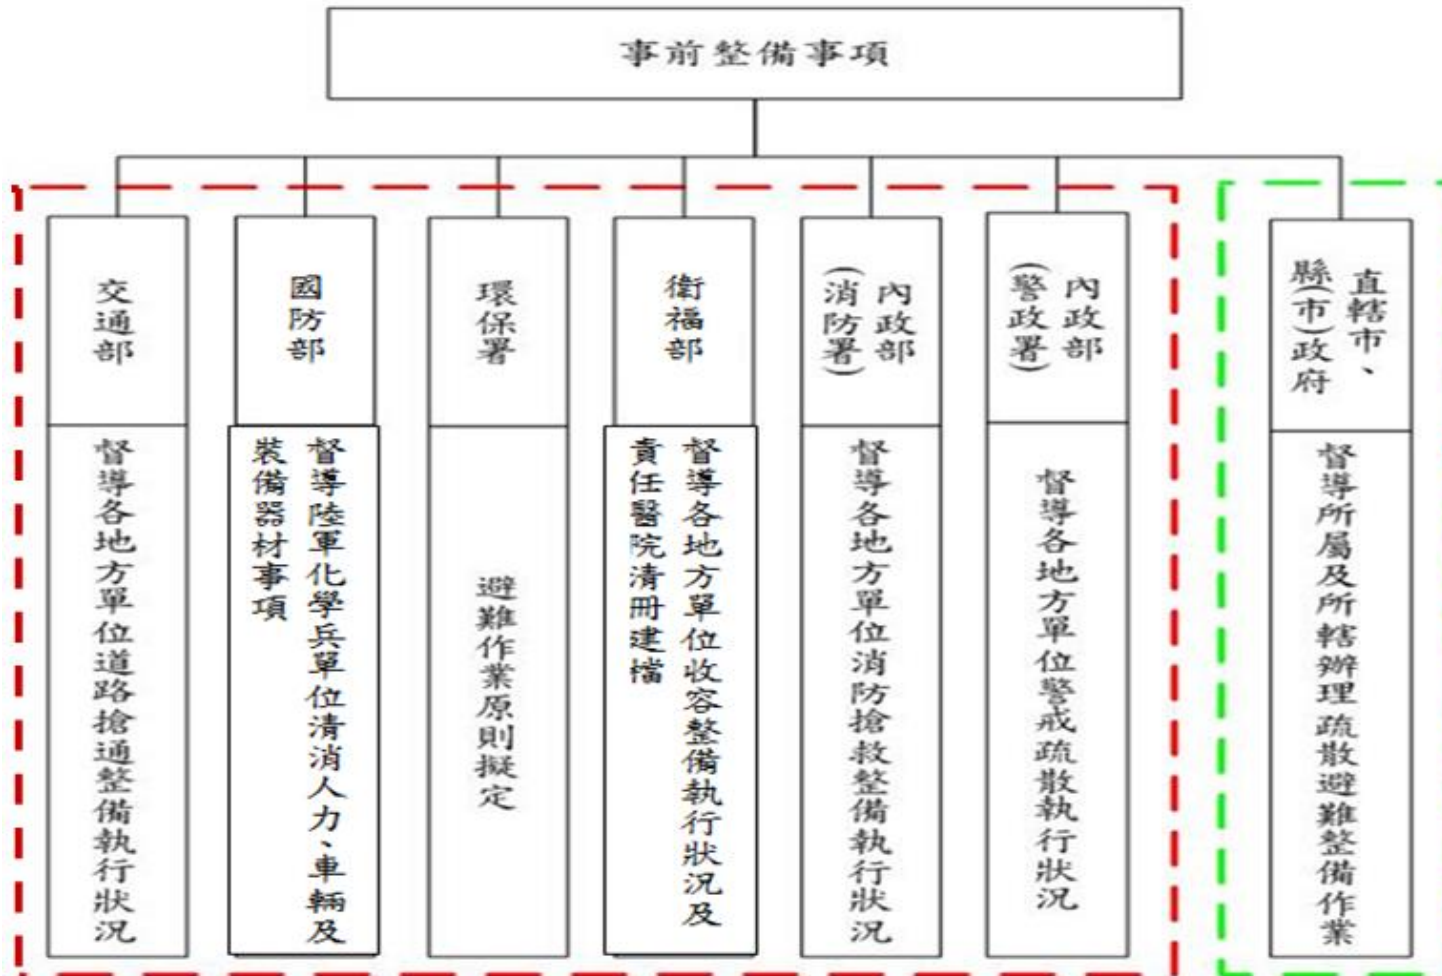 事前整備事項
交通部
督導各地方單位道路搶通整備執行狀況
國防部
督導陸軍化學兵單位清消人力、車輛及
裝備器材事項
環保署
避難作業原則擬定
衛福部
督導各地方單位收容整備執行狀況及
責任醫院清冊建檔
內政部
(消防署)
督導各地方單位消防搶救整備執行狀況
內政部
(警政署)
督導各地方單位警戒疏散執行狀況
直轄市、
縣(市)政府
督導所屬及所轄辦理疏散避難整備作業